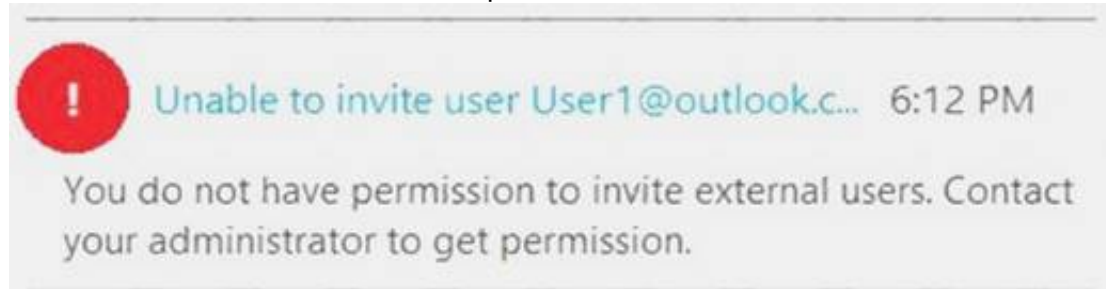 ! Unable to invite user User1@outlook.c... 6:12 PM
You do not have permission to invite external users. Contact
your administrator to get permission.